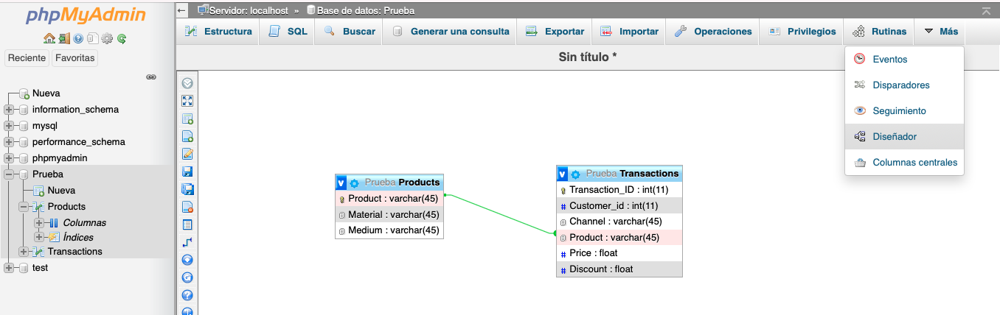 phpMyAdmin
Reciente Favoritas
Nueva
information_schema
mysql
performance_schema
phpmyadmin
Prueba
Nueva
Products
Columnas
Índices
Transactions
test
Servidor: localhost » Base de datos: Prueba
Estructura SQL Buscar Generar una consulta Exportar Importar Operaciones Privilegios Rutinas Más
Sin título *
Eventos
Disparadores
Seguimiento
Diseñador
Columnas centrales
v Prueba Products
Product : varchar(45)
Material : varchar(45)
Medium : varchar(45)
v Prueba Transactions
Transaction_ID : int(11)
# Customer_id : int(11)
Channel : varchar(45)
Product : varchar(45)
# Price : float
# Discount : float